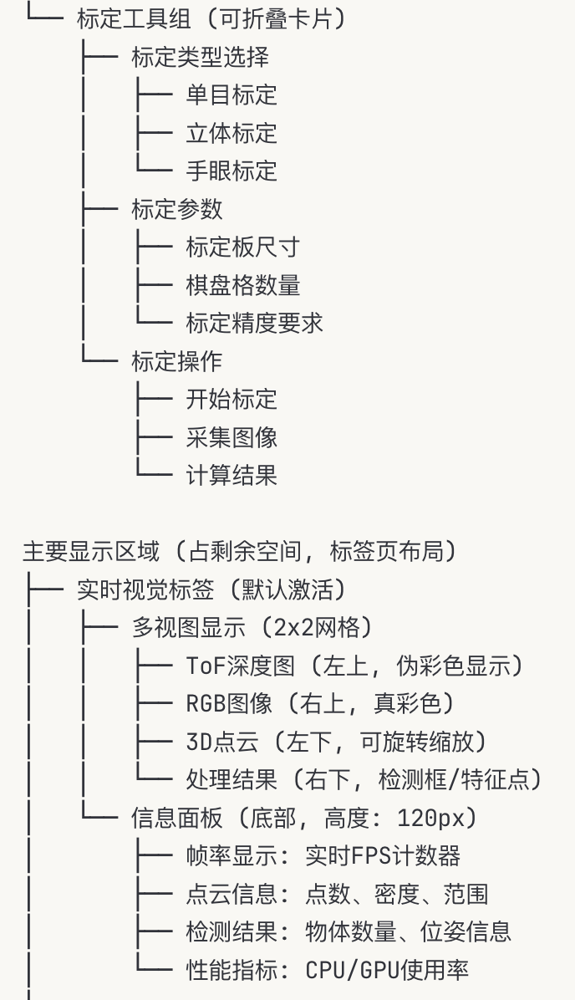 └── 标定工具组 (可折叠卡片)
    ├── 标定类型选择
    │   ├── 单目标定
    │   ├── 立体标定
    │   └── 手眼标定
    ├── 标定参数
    │   ├── 标定板尺寸
    │   ├── 棋盘格数量
    │   └── 标定精度要求
    └── 标定操作
        ├── 开始标定
        ├── 采集图像
        └── 计算结果

主要显示区域 (占剩余空间, 标签页布局)
├── 实时视觉标签 (默认激活)
│   ├── 多视图显示 (2x2网格)
│   │   ├── ToF深度图 (左上, 伪彩色显示)
│   │   ├── RGB图像 (右上, 真彩色)
│   │   ├── 3D点云 (左下, 可旋转缩放)
│   │   └── 处理结果 (右下, 检测框/特征点)
│   └── 信息面板 (底部, 高度: 120px)
│       ├── 帧率显示: 实时FPS计数器
│       ├── 点云信息: 点数、密度、范围
│       ├── 检测结果: 物体数量、位姿信息
│       └── 性能指标: CPU/GPU使用率